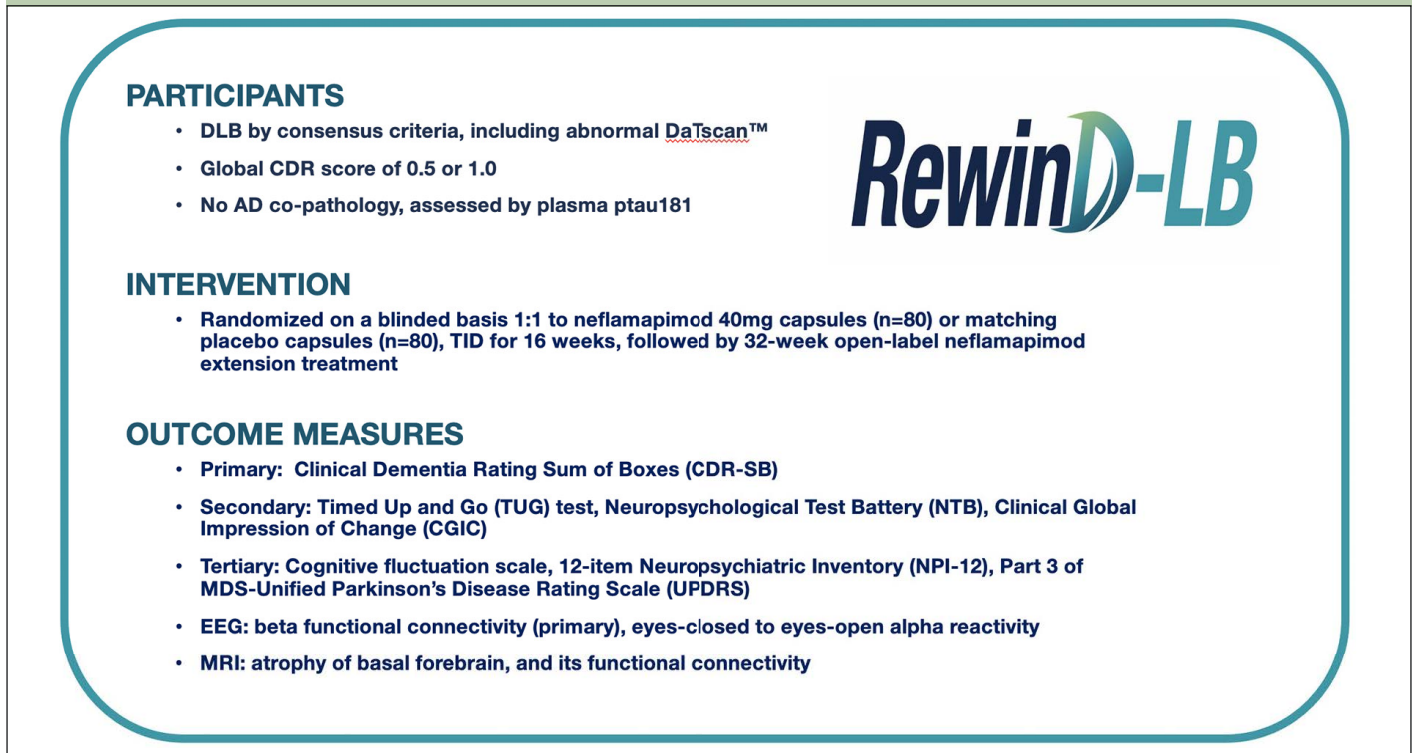 PARTICIPANTS
• DLB by consensus criteria, including abnormal DaTscan™
• Global CDR score of 0.5 or 1.0
• No AD co-pathology, assessed by plasma ptau181
RewinD-LB
INTERVENTION
• Randomized on a blinded basis 1:1 to neflamapimod 40mg capsules (n=80) or matching
placebo capsules (n=80), TID for 16 weeks, followed by 32-week open-label neflamapimod
extension treatment
OUTCOME MEASURES
• Primary:  Clinical Dementia Rating Sum of Boxes (CDR-SB)
• Secondary: Timed Up and Go (TUG) test, Neuropsychological Test Battery (NTB), Clinical Global
Impression of Change (CGIC)
• Tertiary: Cognitive fluctuation scale, 12-item Neuropsychiatric Inventory (NPI-12), Part 3 of
MDS-Unified Parkinson’s Disease Rating Scale (UPDRS)
• EEG: beta functional connectivity (primary), eyes-closed to eyes-open alpha reactivity
• MRI: atrophy of basal forebrain, and its functional connectivity